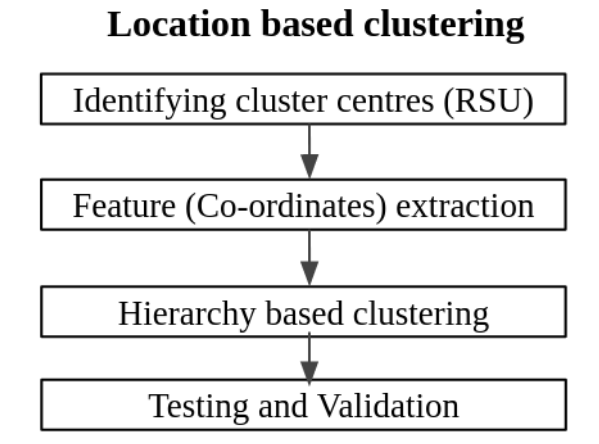 Location based clustering
Identifying cluster centres (RSU)
Feature (Co-ordinates) extraction
Hierarchy based clustering
Testing and Validation